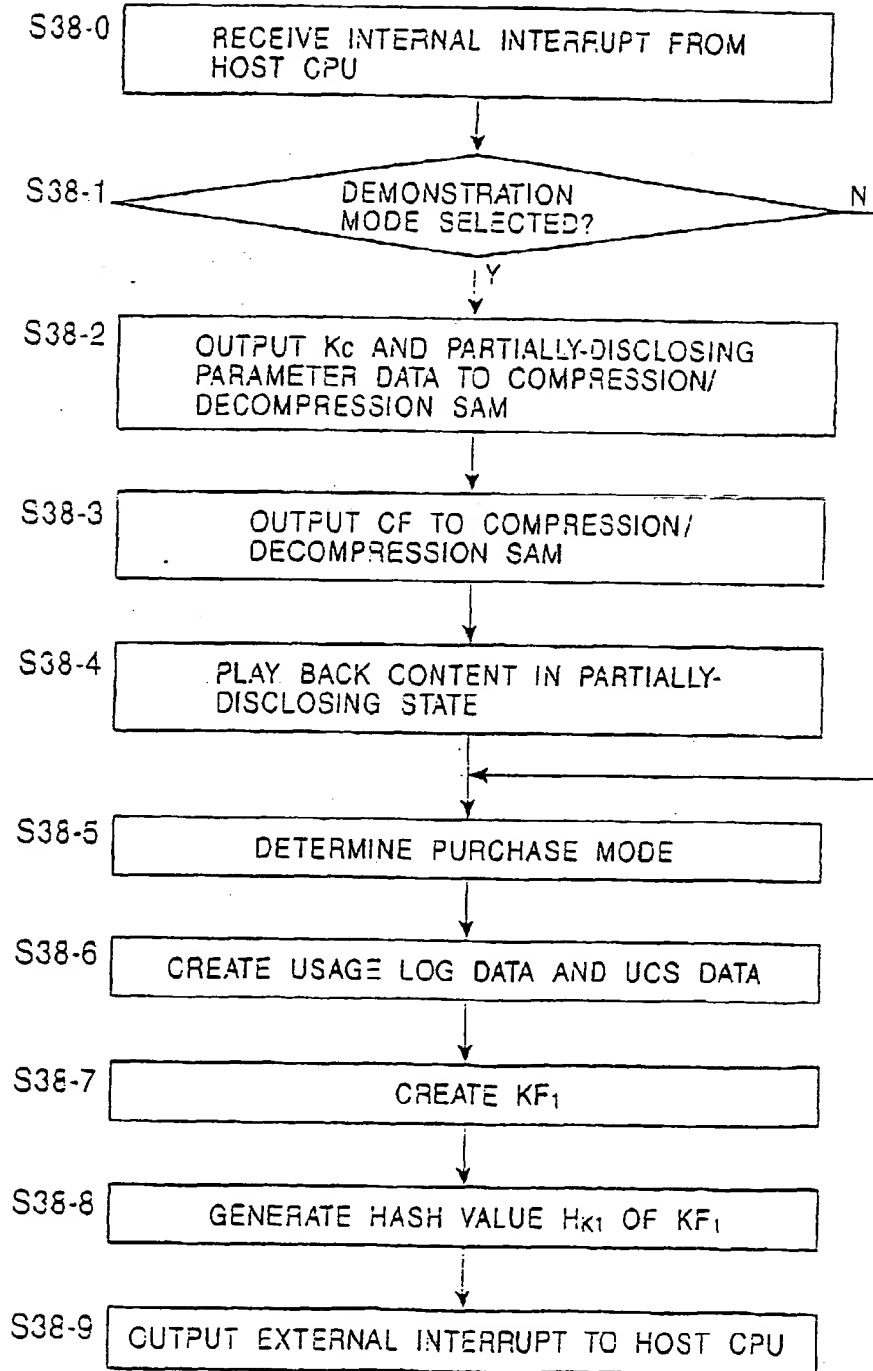 S38-0
RECEIVE INTERNAL INTERRUPT FROM
HOST CPU
S38-1
DEMONSTRATION
MODE SELECTED?
N
Y
S38-2
OUTPUT Kc AND PARTIALLY-DISCLOSING
PARAMETER DATA TO COMPRESSION/
DECOMPRESSION SAM
S38-3
OUTPUT CF TO COMPRESSION/
DECOMPRESSION SAM
S38-4
PLAY BACK CONTENT IN PARTIALLY-
DISCLOSING STATE
S38-5
DETERMINE PURCHASE MODE
S38-6
CREATE USAGE LOG DATA AND UCS DATA
S38-7
CREATE KF₁
S38-8
GENERATE HASH VALUE HK1 OF KF₁
S38-9
OUTPUT EXTERNAL INTERRUPT TO HOST CPU